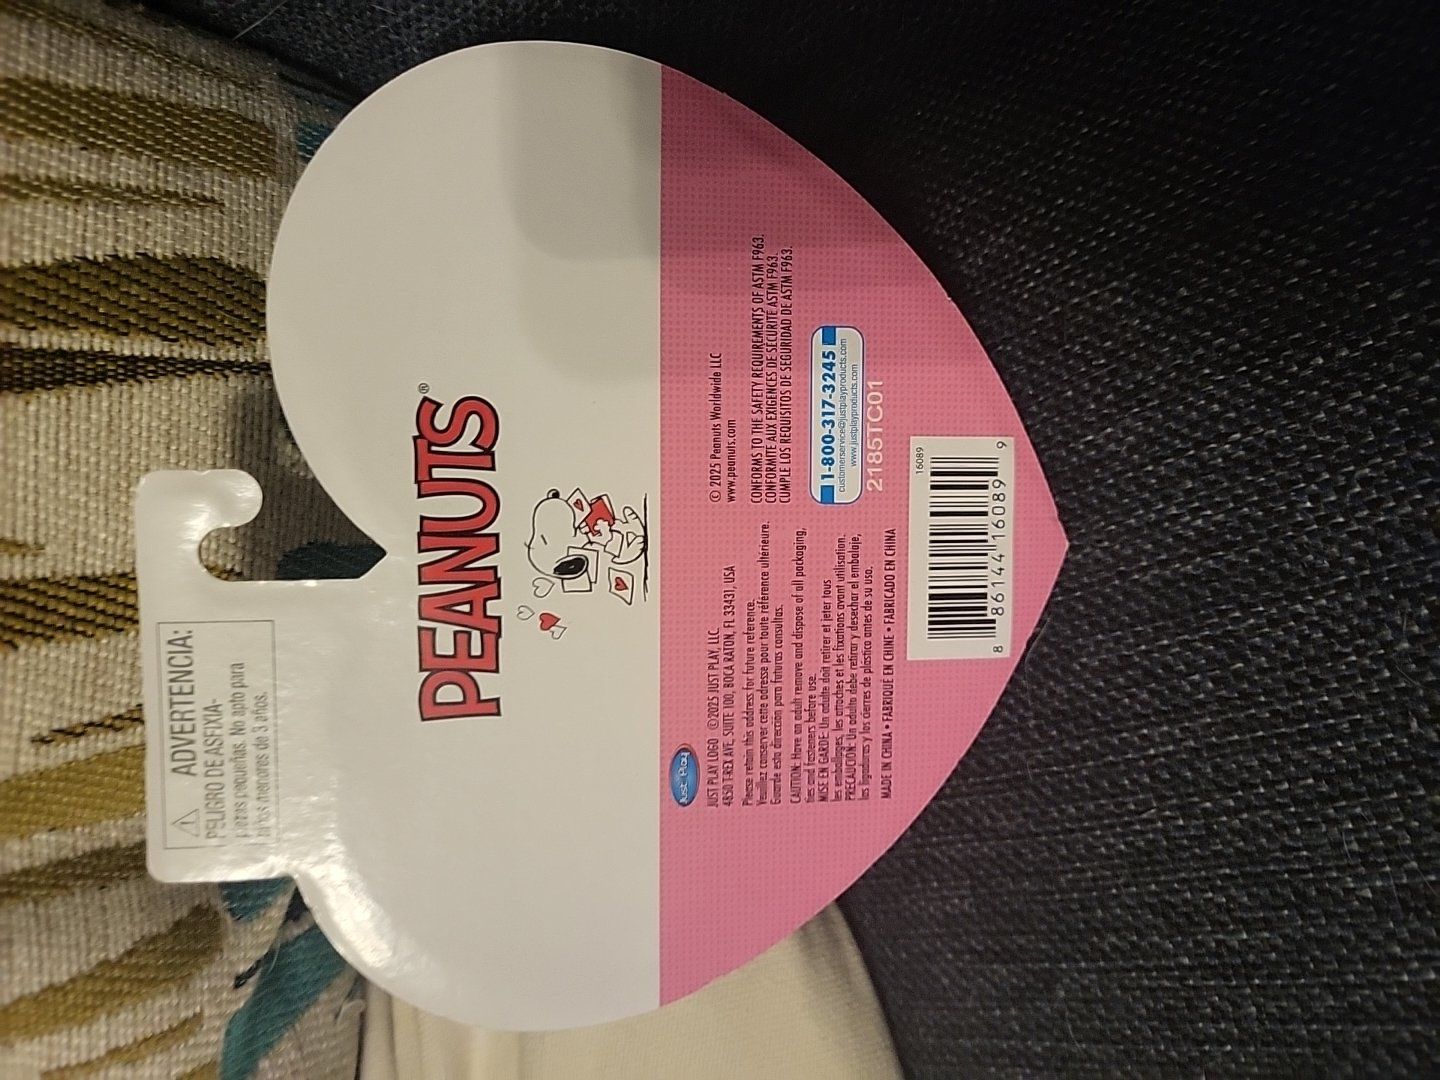 ADVERTENCIA:
PELIGRO DE ASFIXIA-
piezas pequeñas. No apto para
niños menores de 3 años.
PEANUTS®
Just Play
JUST PLAY LOGO ©2025 JUST PLAY, LLC
4850 T-REX AVE, SUITE 100, BOCA RATON, FL 33431, USA
Please retain this address for future reference.
Veuillez conserver cette adresse pour toute référence ultérieure.
Guarde esta dirección para futuras consultas.
CAUTION: Have an adult remove and dispose of all packaging,
ties and fasteners before use.
MISE EN GARDE: Un adulte doit retirer et jeter tous
les emballages, les attaches et les fixations avant utilisation.
PRECAUCIÓN: Un adulto debe retirar y desechar el embalaje,
las ligaduras y los cierres de plástico antes de su uso.
MADE IN CHINA • FABRIQUÉ EN CHINE • FABRICADO EN CHINA
© 2025 Peanuts Worldwide LLC
www.peanuts.com
CONFORMS TO THE SAFETY REQUIREMENTS OF ASTM F963.
CONFORMITÉ AUX EXIGENCES DE SÉCURITÉ ASTM F963.
CUMPLE LOS REQUISITOS DE SEGURIDAD DE ASTM F963.
1-800-317-3245
customerservice@justplayproducts.com
www.justplayproducts.com
2185TC01
16089
8 86144 16089 9